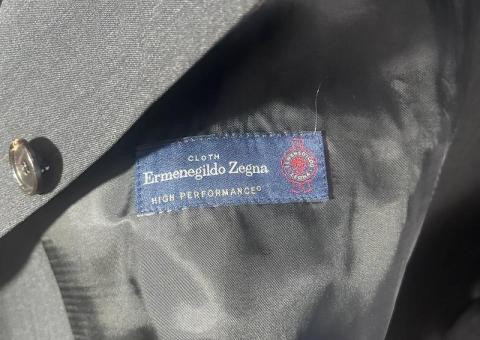 CLOTH
Ermenegildo Zegna
HIGH PERFORMANCE